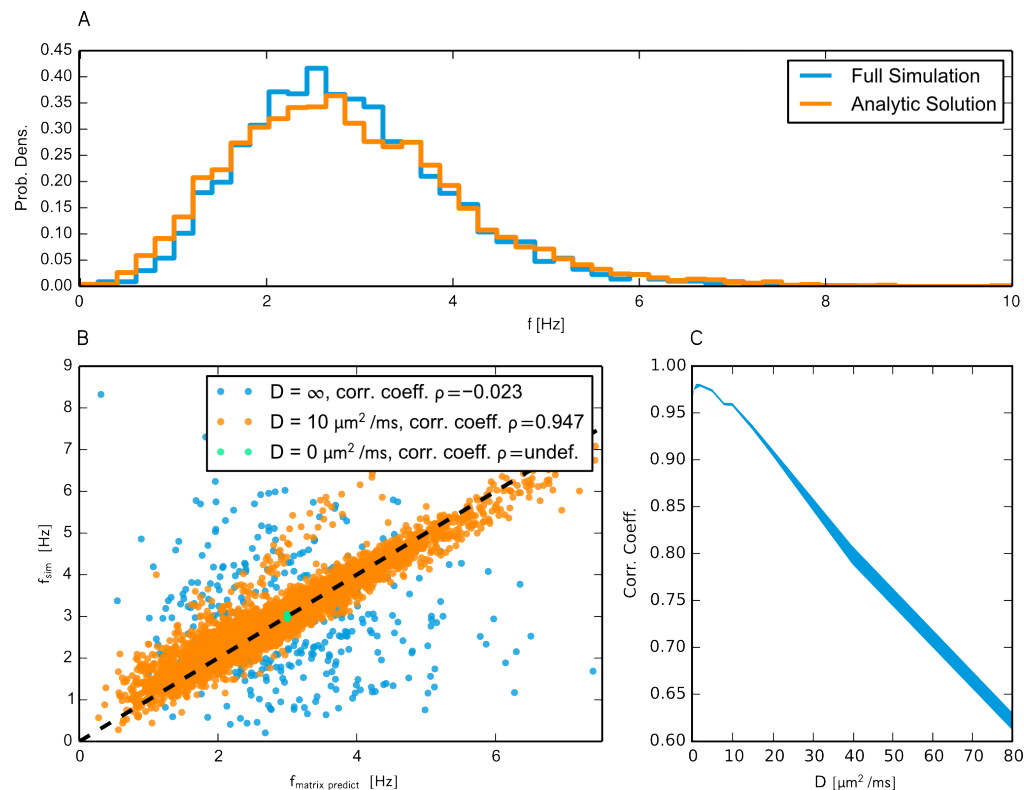 A
Prob. Dens.
0.45
0.40
0.35
0.30
0.25
0.20
0.15
0.10
0.05
0.00
Full Simulation
Analytic Solution
0 2 4 6 8 10
f [Hz]
B
f_sim [Hz]
9
8
7
6
5
4
3
2
1
0
D = ∞, corr. coeff. ρ=−0.023
D = 10 μm²/ms, corr. coeff. ρ=0.947
D = 0 μm²/ms, corr. coeff. ρ=undef.
0 2 4 6
f_matrix predict [Hz]
C
Corr. Coeff.
1.00
0.95
0.90
0.85
0.80
0.75
0.70
0.65
0.60
0 10 20 30 40 50 60 70 80
D [μm²/ms]